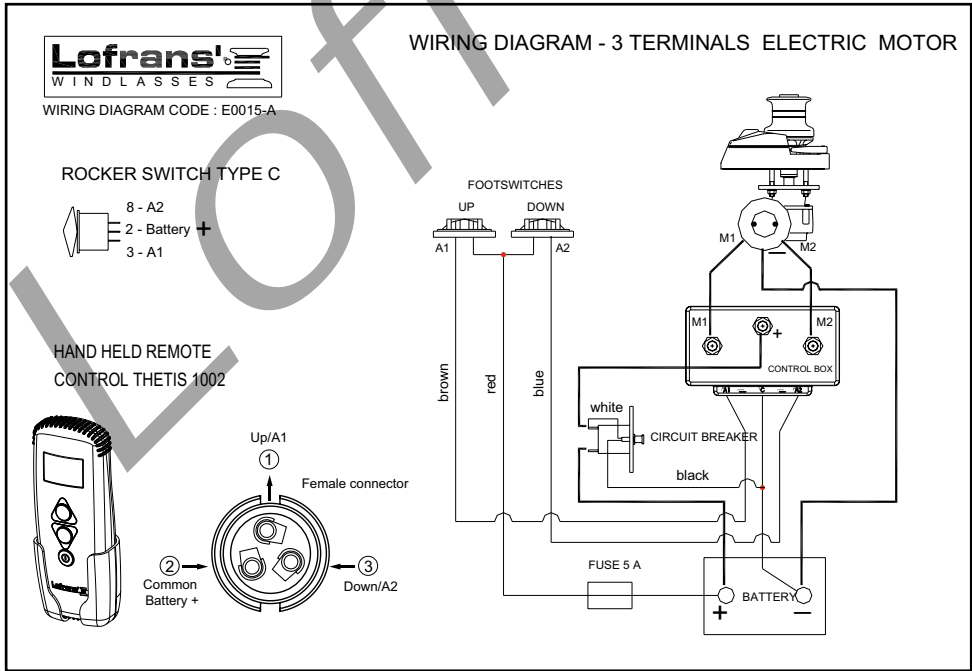 Lofrans'
WINDLASSES
WIRING DIAGRAM CODE : E0015-A
WIRING DIAGRAM - 3 TERMINALS ELECTRIC MOTOR
ROCKER SWITCH TYPE C
8 - A2
2 - Battery +
3 - A1
FOOTSWITCHES
UP DOWN
A1 A2
M1 M2
−
M1 + M2
CONTROL BOX
A1 − C − A2
brown
red
blue
white
CIRCUIT BREAKER
black
FUSE 5 A
BATTERY
+ −
HAND HELD REMOTE
CONTROL THETIS 1002
Lofrans'
Up/A1
1
Female connector
2
Common
Battery +
3
Down/A2
Lofr